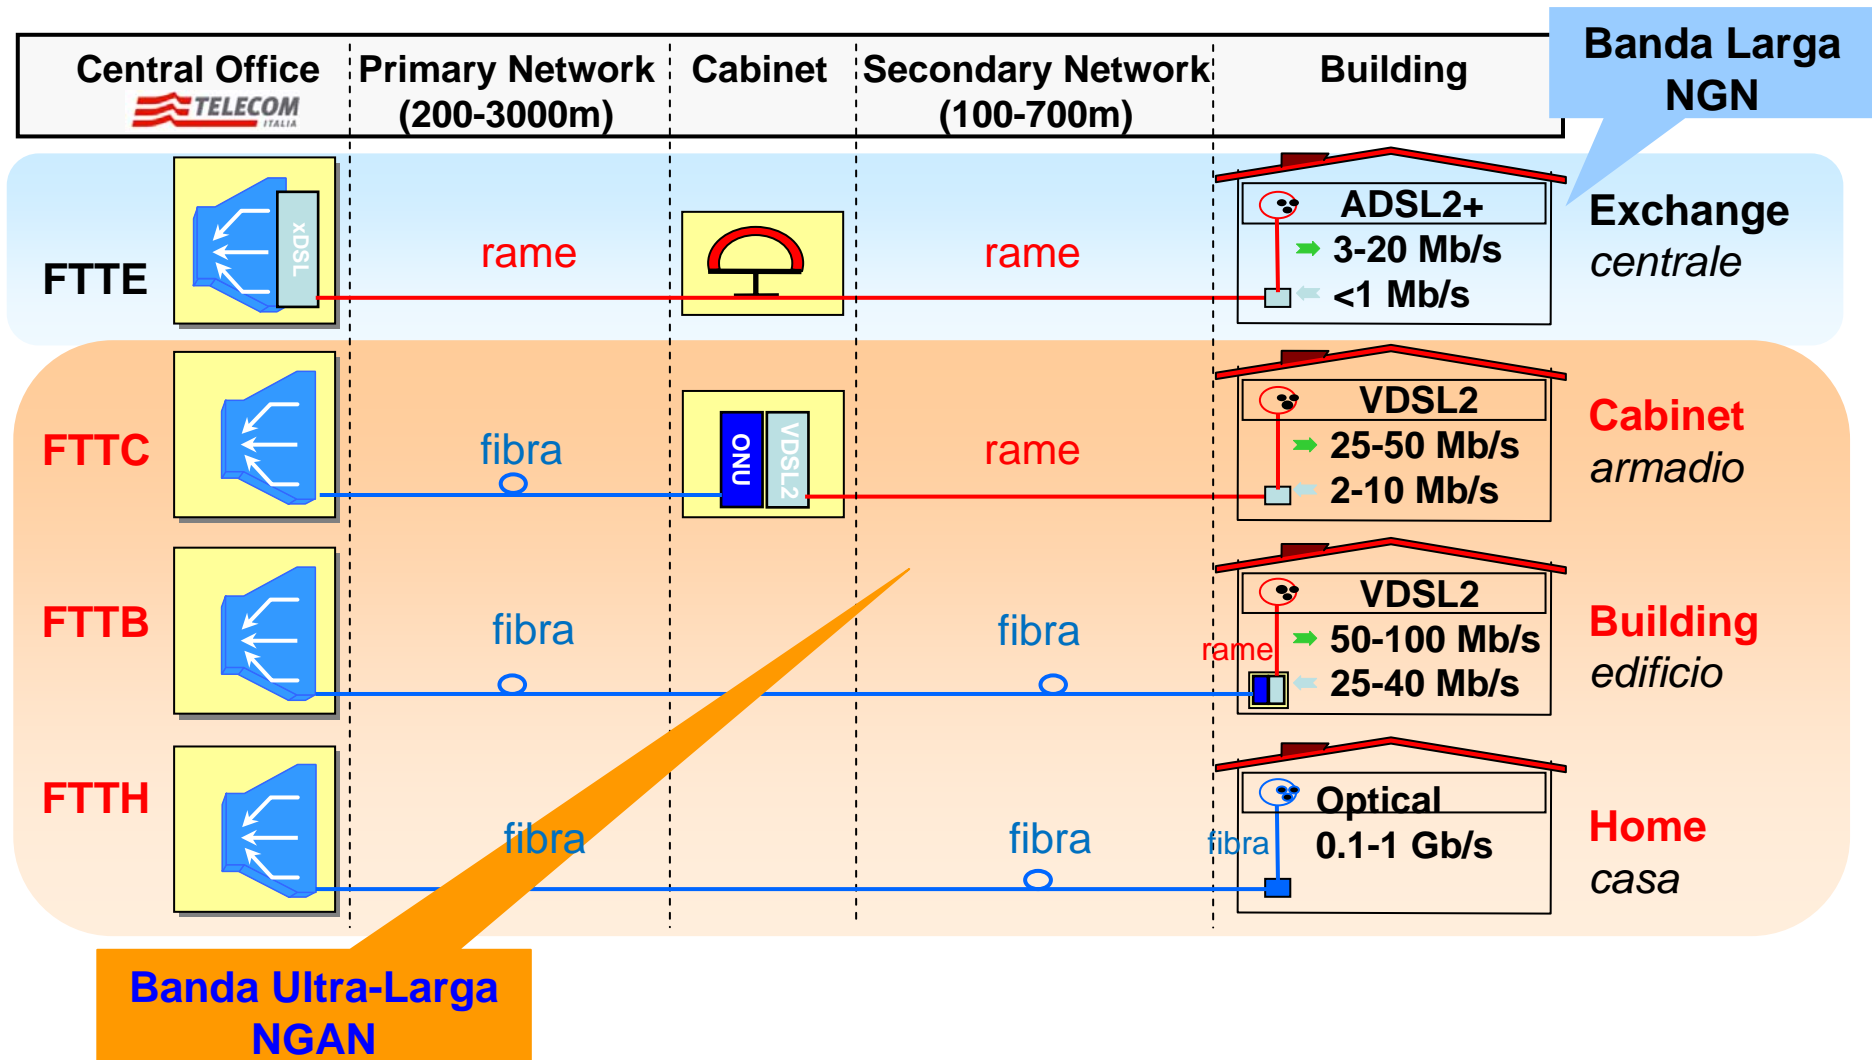 Central Office
TELECOM
ITALIA
Primary Network
(200-3000m)
Cabinet
Secondary Network
(100-700m)
Building
Banda Larga
NGN
FTTE
xDSL
rame
rame
ADSL2+
3-20 Mb/s
<1 Mb/s
Exchange
centrale
FTTC
fibra
ONU
VDSL2
rame
VDSL2
25-50 Mb/s
2-10 Mb/s
Cabinet
armadio
FTTB
fibra
fibra
rame
VDSL2
50-100 Mb/s
25-40 Mb/s
Building
edificio
FTTH
fibra
fibra
fibra
Optical
0.1-1 Gb/s
Home
casa
Banda Ultra-Larga
NGAN